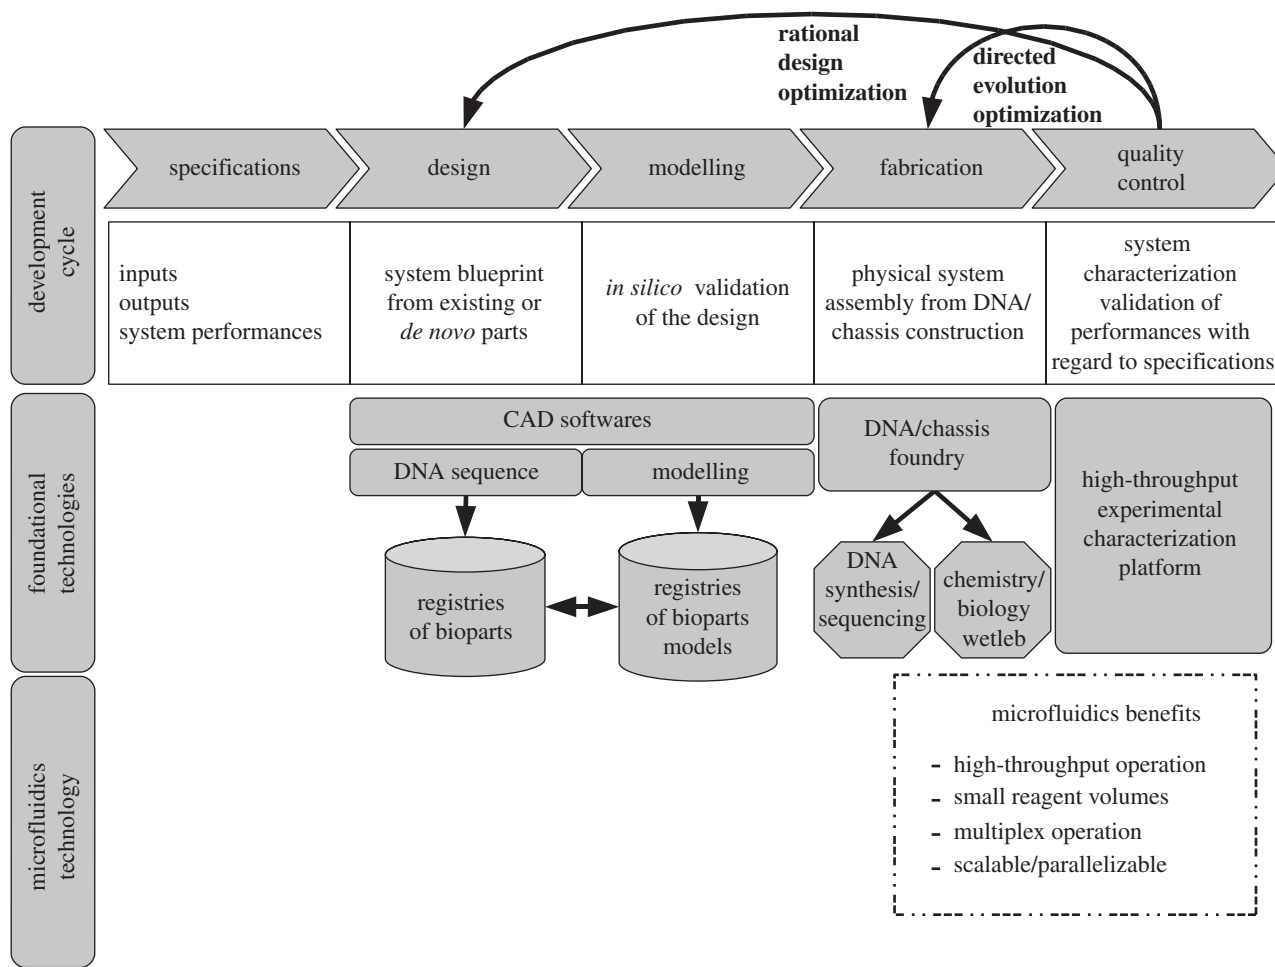 rational
design
optimization
directed
evolution
optimization
development
cycle
specifications
design
modelling
fabrication
quality
control
inputs
outputs
system performances
system blueprint
from existing or
de novo parts
in silico validation
of the design
physical system
assembly from DNA/
chassis construction
system
characterization
validation of
performances with
regard to specifications
foundational
technologies
CAD softwares
DNA sequence
modelling
registries
of bioparts
registries
of bioparts
models
DNA/chassis
foundry
DNA
synthesis/
sequencing
chemistry/
biology
wetleb
high-throughput
experimental
characterization
platform
microfluidics
technology
microfluidics benefits
- high-throughput operation
- small reagent volumes
- multiplex operation
- scalable/parallelizable